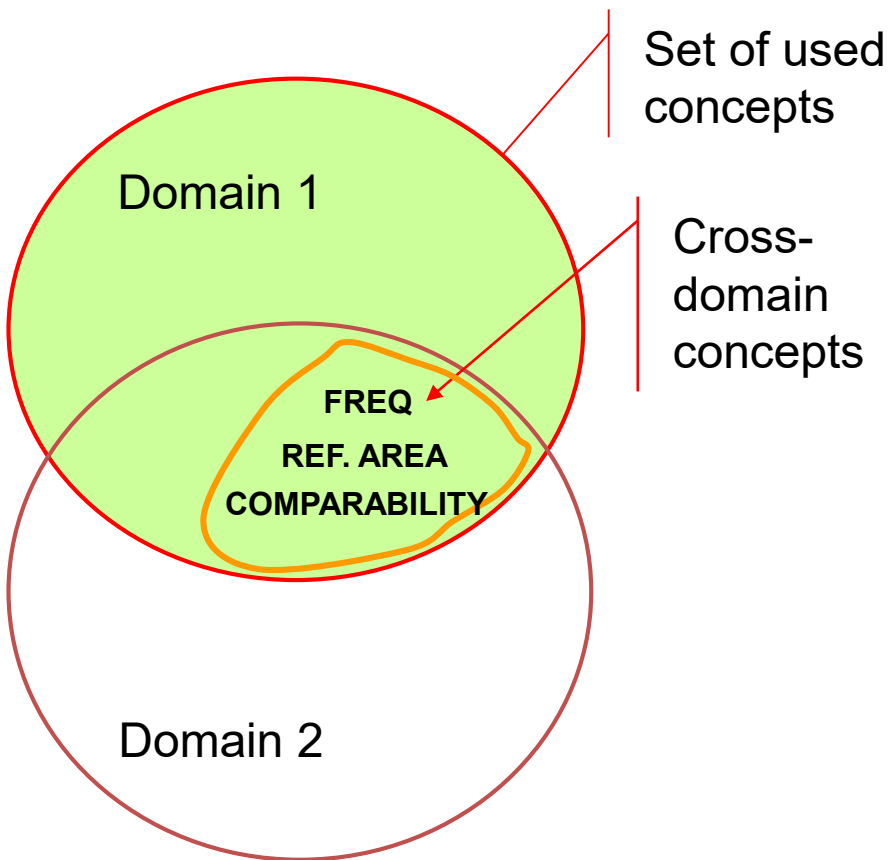 Set of used
concepts
Domain 1
Cross-
domain
concepts
FREQ
REF. AREA
COMPARABILITY
Domain 2